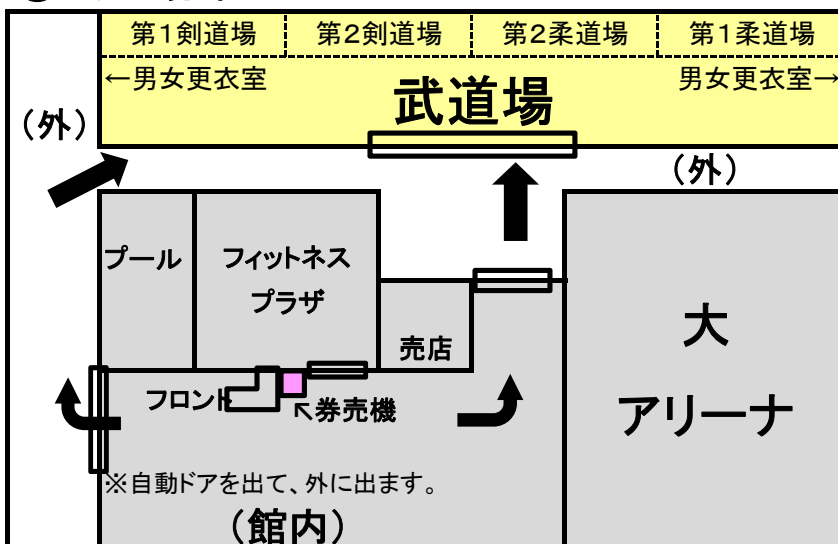 第1剣道場 第2剣道場 第2柔道場 第1柔道場
←男女更衣室 男女更衣室→
武道場
(外)
(外)
プール
フィットネス
プラザ
売店
大
アリーナ
フロント
↖券売機
※自動ドアを出て、外に出ます。
(館内)